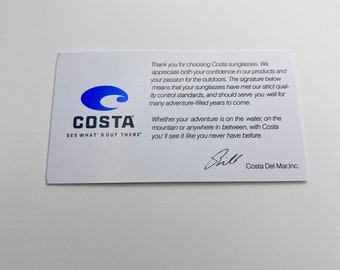 Thank you for choosing Costa sunglasses. We
appreciate both your confidence in our products and
your passion for the outdoors. The signature below
means that your sunglasses have met our strict quali-
ty control standards, and should serve you well for
many adventure-filled years to come.
Whether your adventure is on the water, on the
mountain or anywhere in between, with Costa
you'll see it like you never have before.
COSTA
SEE WHAT'S OUT THERE
Costa Del Mar, Inc.